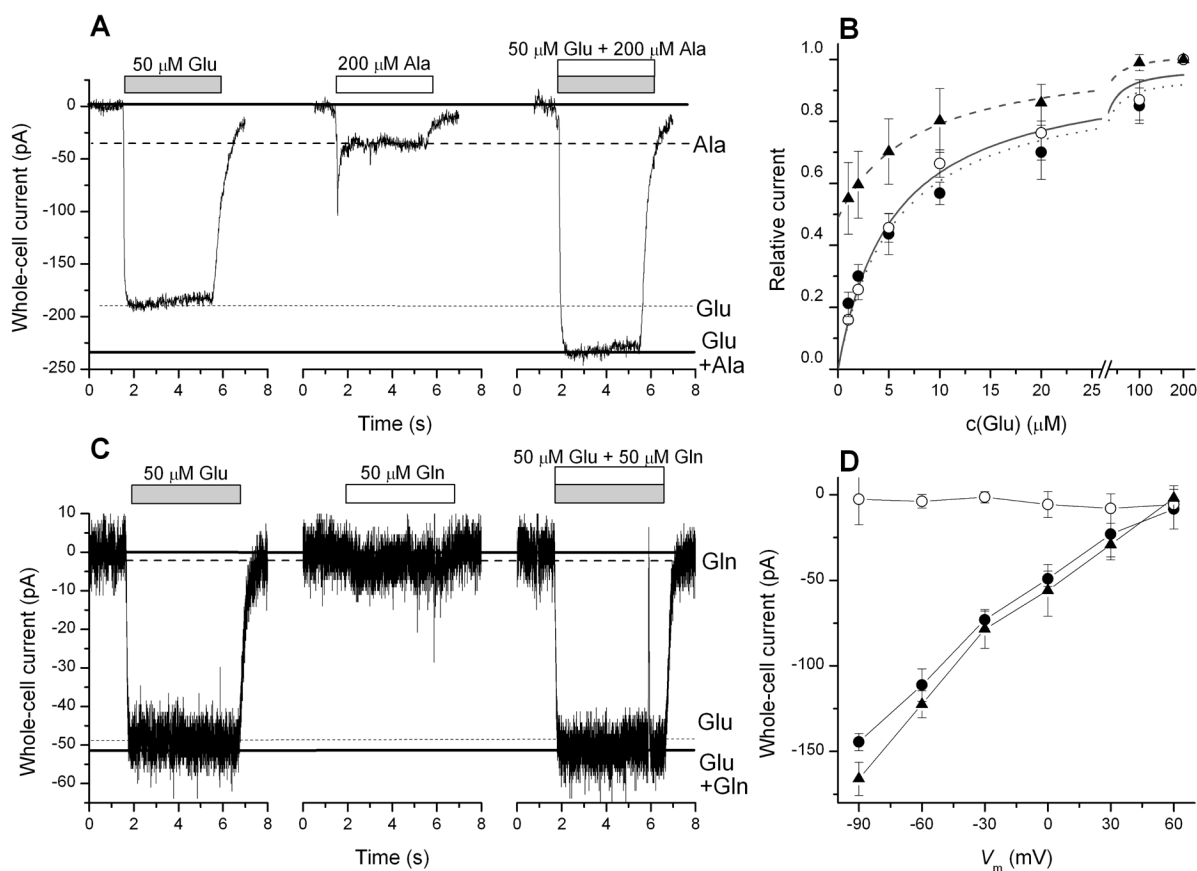 A
50 μM Glu
200 μM Ala
50 μM Glu + 200 μM Ala
Whole-cell current (pA)
0
-50
-100
-150
-200
-250
Ala
Glu
Glu
+Ala
0 2 4 6 8
0 2 4 6 8
0 2 4 6 8
Time (s)
B
Relative current
1.0
0.8
0.6
0.4
0.2
0.0
0 5 10 15 20 25 100 200
c(Glu) (μM)
C
50 μM Glu
50 μM Gln
50 μM Glu + 50 μM Gln
Whole-cell current (pA)
10
0
-10
-20
-30
-40
-50
-60
Gln
Glu
Glu
+Gln
0 2 4 6 8
0 2 4 6 8
0 2 4 6 8
Time (s)
D
Whole-cell current (pA)
0
-50
-100
-150
-90 -60 -30 0 30 60
Vm (mV)